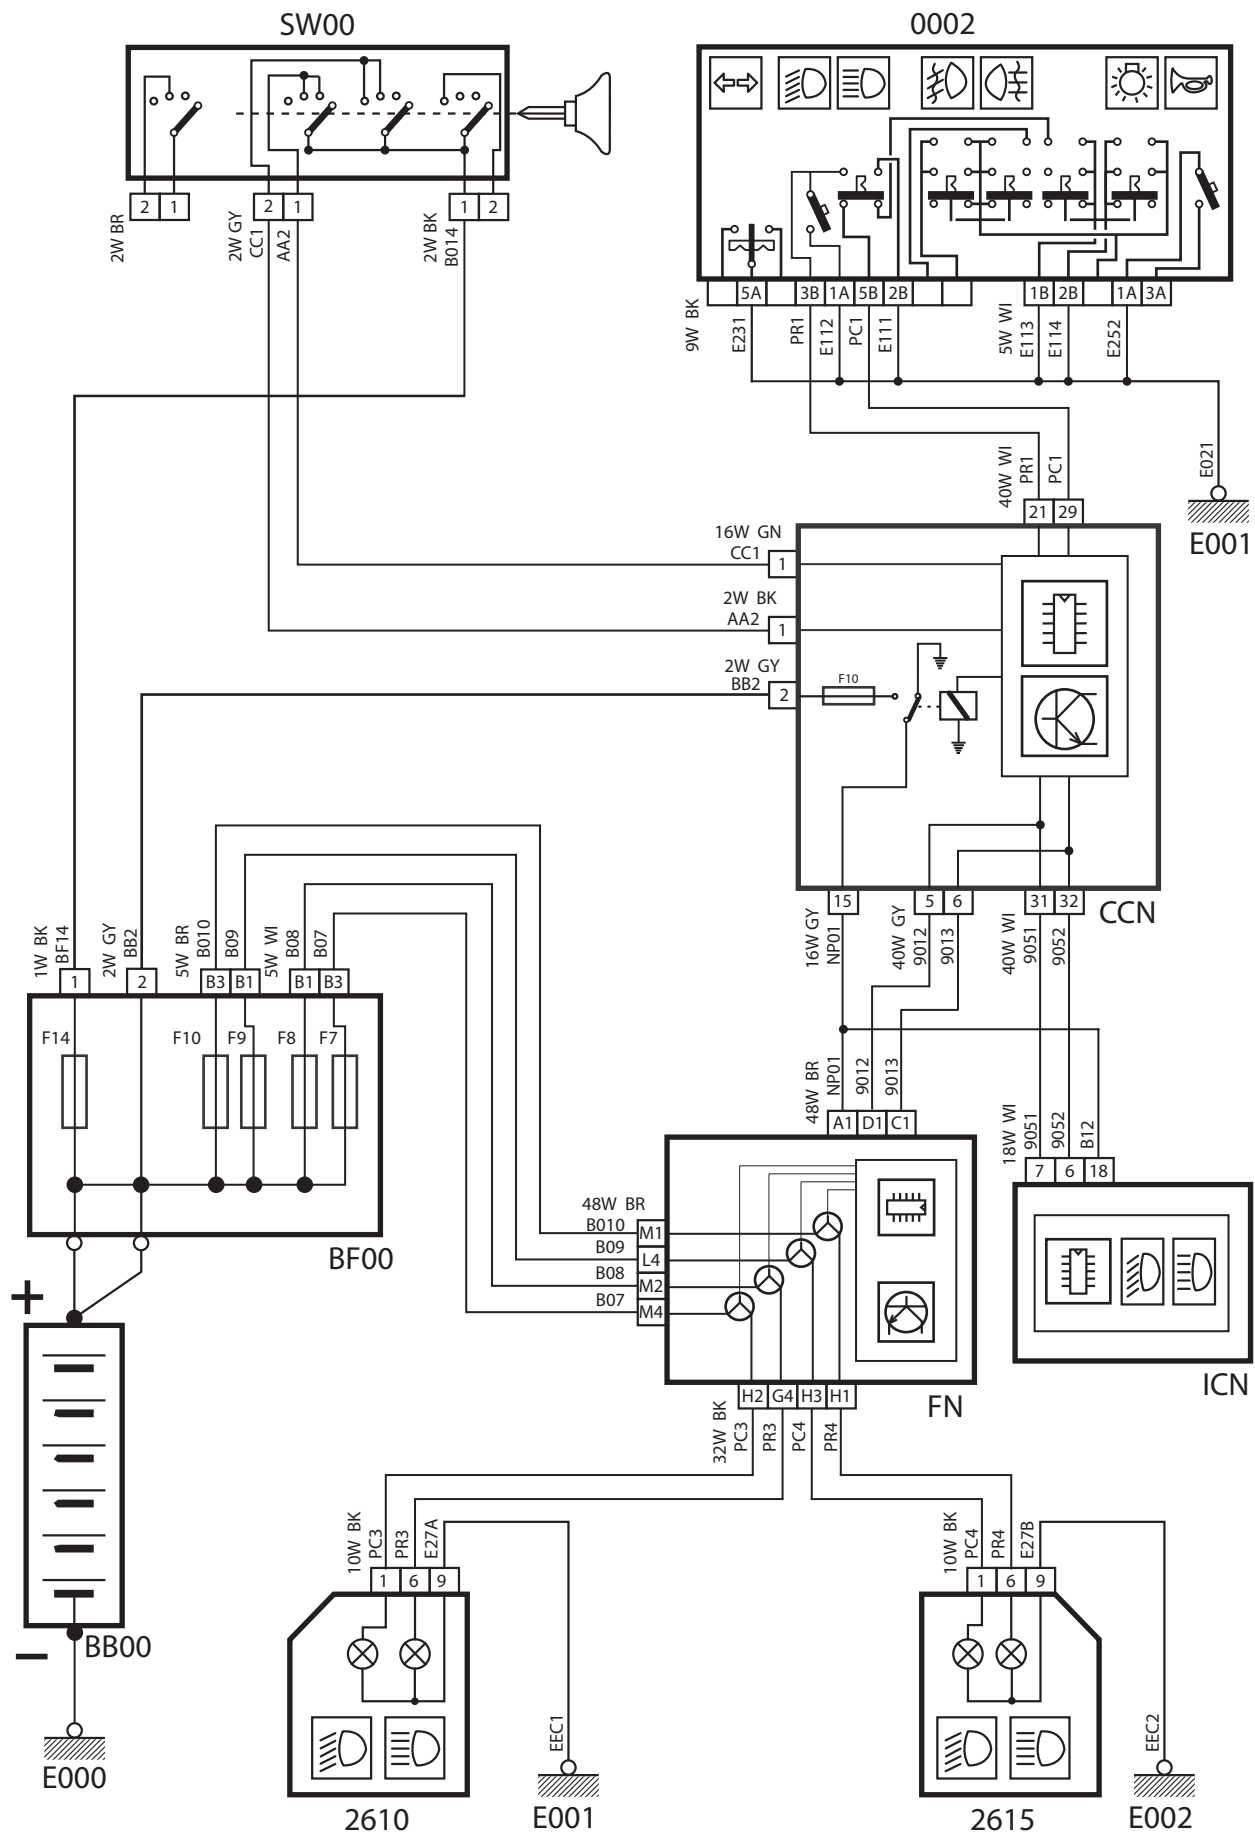 SW00
0002
2 1
2W BR
2 1
2W GY
CC1
AA2
1 2
2W BK
B014
5A 3B 1A 5B 2B
9W BK
E231
PR1
E112
PC1
E111
1B 2B 1A 3A
5W WI
E113
E114
E252
E021
E001
40W WI
PR1
PC1
21 29
16W GN
CC1
1
2W BK
AA2
1
2W GY
BB2
2
F10
15 5 6 31 32
CCN
16W GY
NP01
40W GY
9012
9013
40W WI
9051
9052
1W BK
BF14
2W GY
BB2
5W BR
B010
B09
5W WI
B08
B07
1 2 B3 B1 B1 B3
F14 F10 F9 F8 F7
BF00
48W BR
NP01
9012
9013
A1 D1 C1
18W WI
9051
9052
B12
7 6 18
ICN
48W BR
B010
M1
B09
L4
B08
M2
B07
M4
H2 G4 H3 H1
FN
32W BK
PC3
PR3
PC4
PR4
+
BB00
−
E000
10W BK
PC3
PR3
E27A
1 6 9
EEC1
2610
E001
10W BK
PC4
PR4
E27B
1 6 9
EEC2
2615
E002